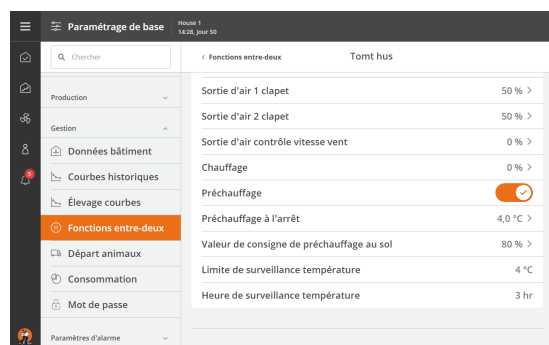 Paramétrage de base
House 1
14:28, Jour 50
Chercher
Fonctions entre-deux
Tomt hus
Production
Gestion
Données bâtiment
Courbes historiques
Élevage courbes
Fonctions entre-deux
Départ animaux
Consommation
Mot de passe
Paramètres d'alarme
5
Sortie d'air 1 clapet 50 %
Sortie d'air 2 clapet 50 %
Sortie d'air contrôle vitesse vent 0 %
Chauffage 0 %
Préchauffage
Préchauffage à l'arrêt 4,0 °C
Valeur de consigne de préchauffage au sol 80 %
Limite de surveillance température 4 °C
Heure de surveillance température 3 hr